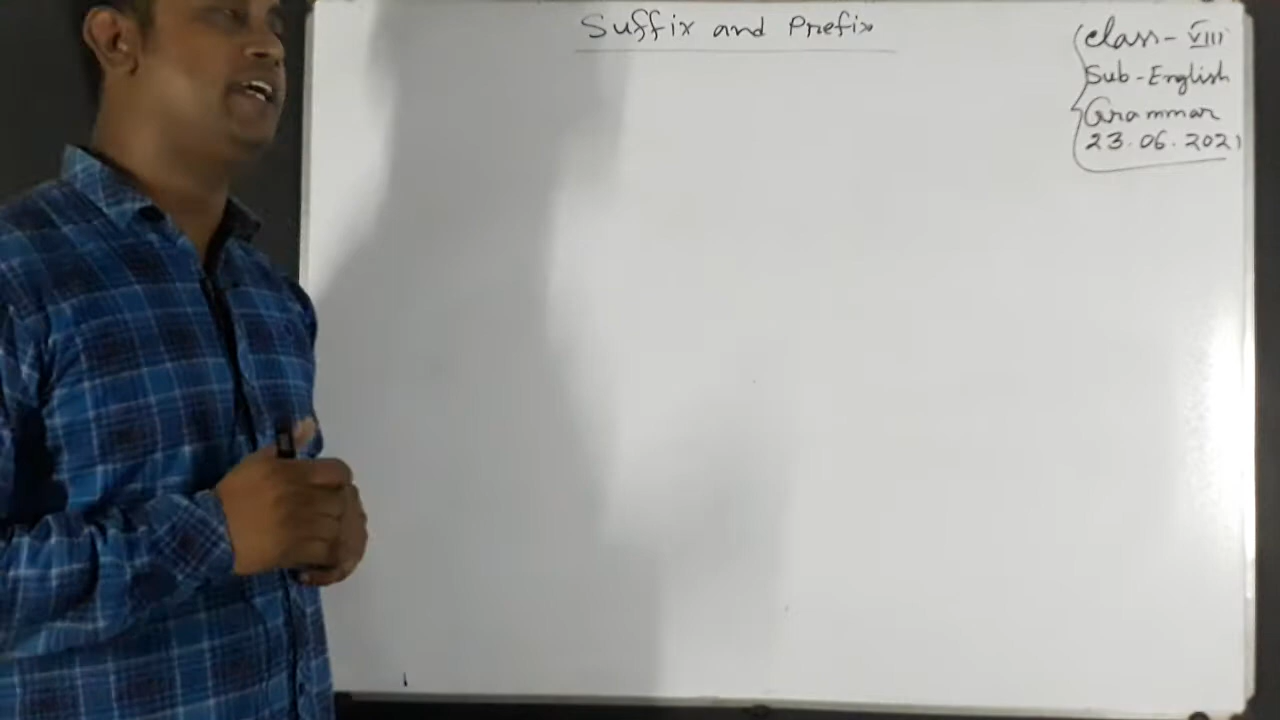 Suffix and Prefix
Class - VIII
Sub - English
Grammar
23.06.2021